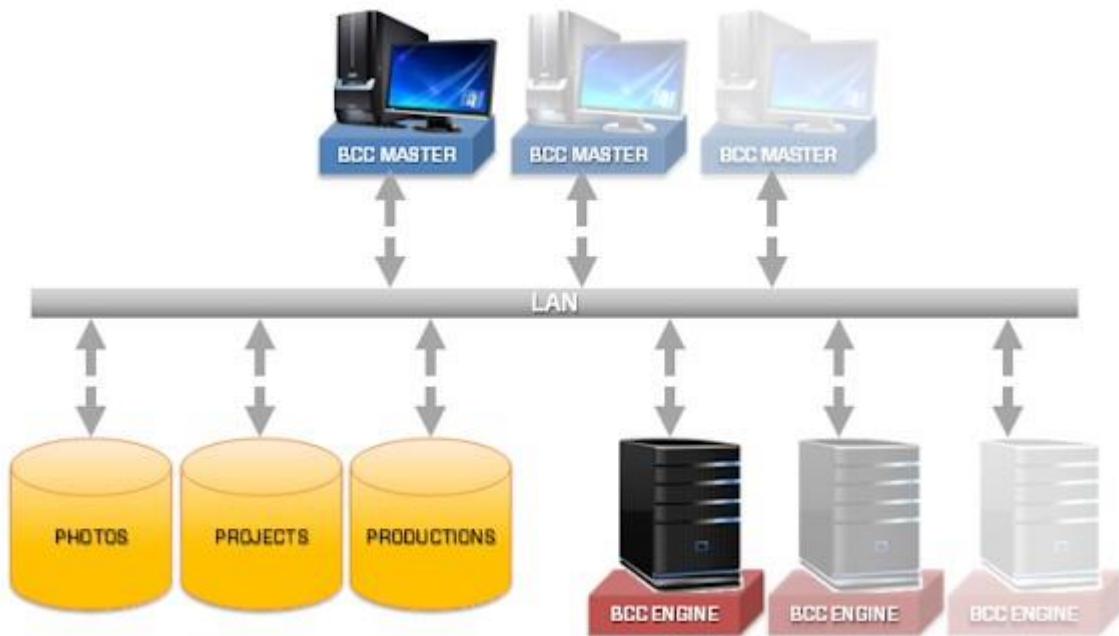 BCC MASTER
BCC MASTER
BCC MASTER
LAN
PHOTOS
PROJECTS
PRODUCTIONS
BCC ENGINE
BCC ENGINE
BCC ENGINE